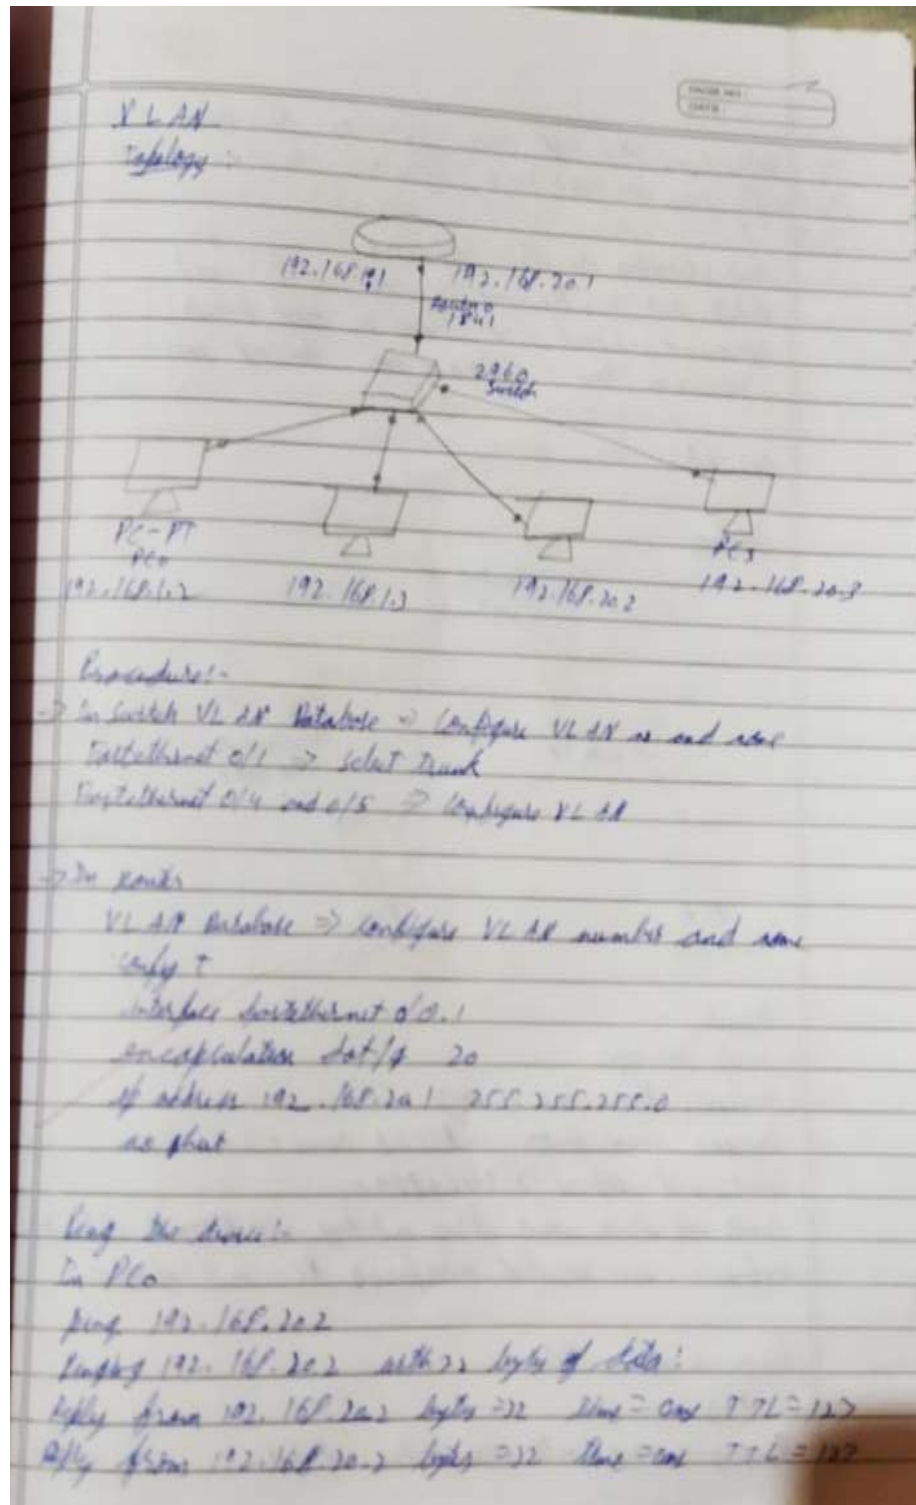 PAGE NO :
DATE :
VLAN
Topology :
192.168.1.1 192.168.20.1
Router 0
1841
2960
Switch
PC-PT
PC0
PC3
192.168.1.2 192.168.1.3 192.168.20.2 192.168.20.3
Procedure:-
→ In Switch VLAN Database ⇒ Configure VLAN no and name
Fastethernet 0/1 ⇒ select Trunk
Fastethernet 0/4 and 0/5 ⇒ Configure VLAN
→ In router
VLAN Database ⇒ configure VLAN number and name
config T
interface fastethernet 0/0.1
encapsulation dot1q 20
ip address 192.168.20.1 255.255.255.0
no shut
Ping the device:-
In PC0
ping 192.168.20.2
Pinging 192.168.20.2 with 32 bytes of data:
Reply from 192.168.20.2 bytes =32 time = 0ms TTL=127
Reply from 192.168.20.2 bytes =32 time =0ms TTL=127